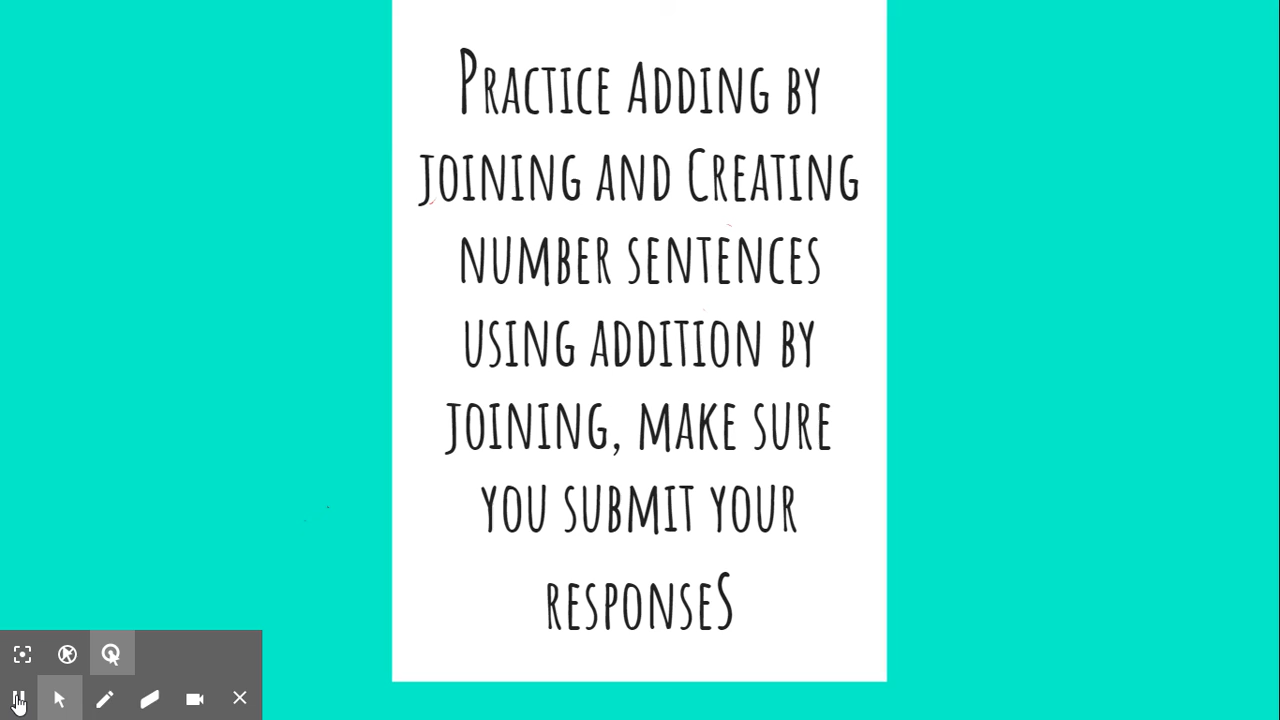 Practice Adding by
joining and Creating
number sentences
using addition by
joining, make sure
you submit your
responseS